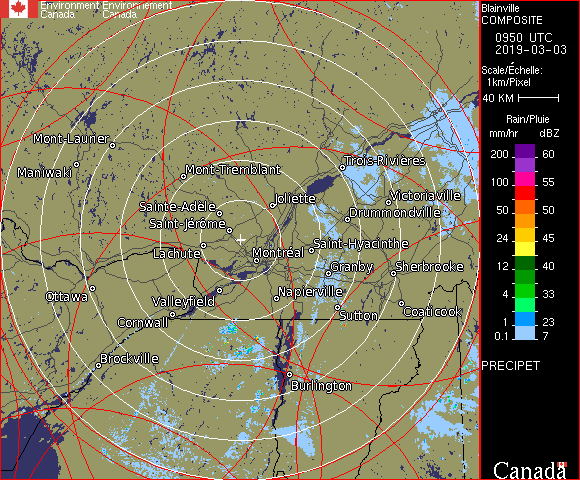 Environment Environnement
Canada Canada
Blainville
COMPOSITE
0950 UTC
2019-03-03
Scale/Échelle:
1km/Pixel
40 KM
Rain/Pluie
mm/hr dBZ
200 60
100 55
50 50
24 45
12 40
4 33
1 23
0.1 7
PRECIPET
Canada
Mont-Laurier
Maniwaki
Mont-Tremblant
Trois-Rivières
Joliette
Victoriaville
Sainte-Adèle
Drummondville
Saint-Jérôme
Lachute
Montréal
Saint-Hyacinthe
Granby
Sherbrooke
Ottawa
Valleyfield
Napierville
Cornwall
Sutton
Coaticook
Brockville
Burlington